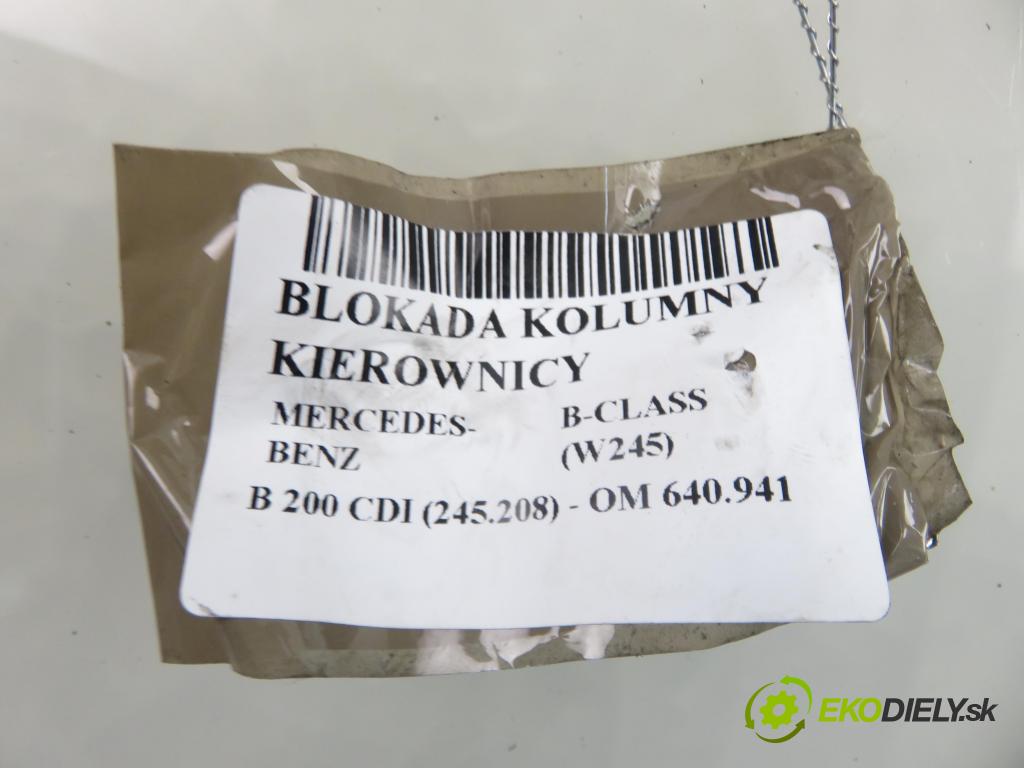 BLOKADA KOLUMNY
KIEROWNICY
MERCEDES-
BENZ
B-CLASS
(W245)
B 200 CDI (245.208) - OM 640.941
EKODIELY.sk